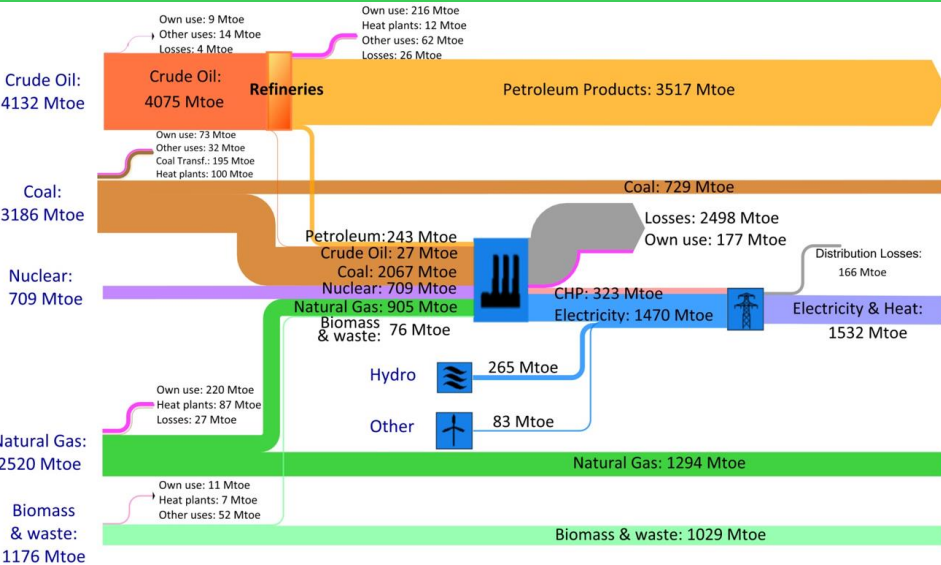 Own use: 9 Mtoe
Other uses: 14 Mtoe
Losses: 4 Mtoe
Own use: 216 Mtoe
Heat plants: 12 Mtoe
Other uses: 62 Mtoe
Losses: 26 Mtoe
Crude Oil:
4132 Mtoe
Crude Oil:
4075 Mtoe
Refineries
Petroleum Products: 3517 Mtoe
Own use: 73 Mtoe
Other uses: 32 Mtoe
Coal Transf.: 195 Mtoe
Heat plants: 100 Mtoe
Coal:
3186 Mtoe
Coal: 729 Mtoe
Losses: 2498 Mtoe
Own use: 177 Mtoe
Petroleum:243 Mtoe
Crude Oil: 27 Mtoe
Coal: 2067 Mtoe
Nuclear: 709 Mtoe
Natural Gas: 905 Mtoe
Biomass
& waste: 76 Mtoe
Nuclear:
709 Mtoe
Distribution Losses:
166 Mtoe
CHP: 323 Mtoe
Electricity: 1470 Mtoe
Electricity & Heat:
1532 Mtoe
Hydro
265 Mtoe
Other
83 Mtoe
Own use: 220 Mtoe
Heat plants: 87 Mtoe
Losses: 27 Mtoe
Natural Gas:
2520 Mtoe
Natural Gas: 1294 Mtoe
Own use: 11 Mtoe
Heat plants: 7 Mtoe
Other uses: 52 Mtoe
Biomass
& waste:
1176 Mtoe
Biomass & waste: 1029 Mtoe